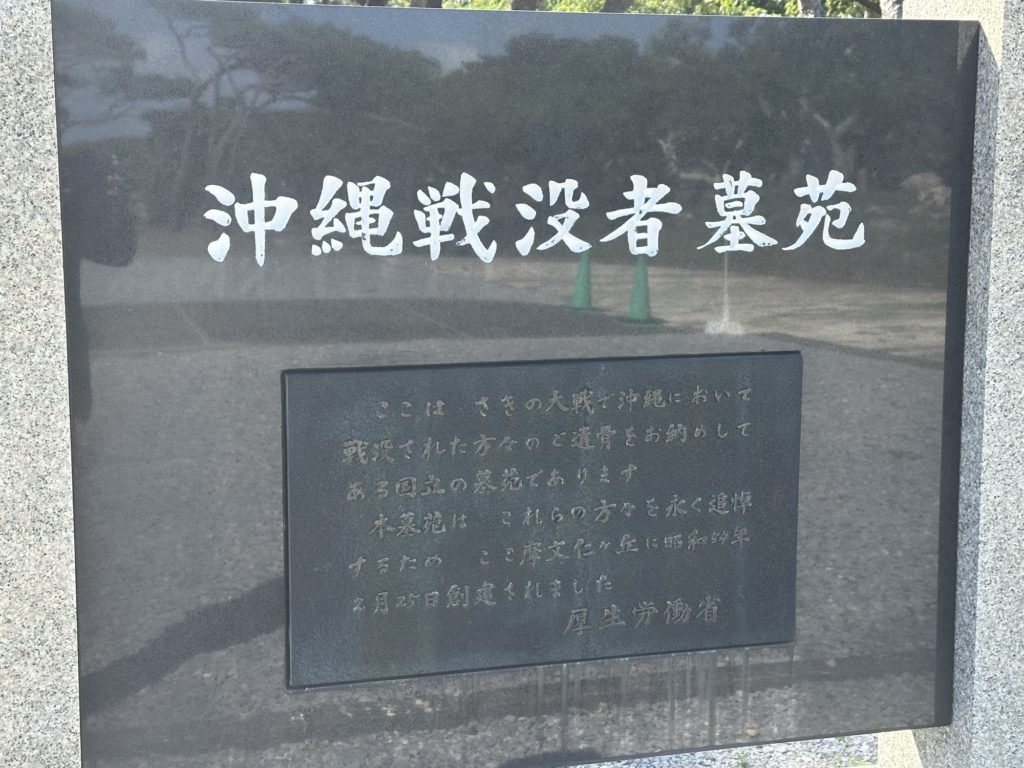 沖縄戦没者墓苑
ここは さきの大戦で沖縄において
戦没された方々のご遺骨をお納めして
ある国立の墓苑であります
本墓苑は これらの方々を永く追悼
するため ここ摩文仁ヶ丘に昭和54年
2月25日創建されました
厚生労働省